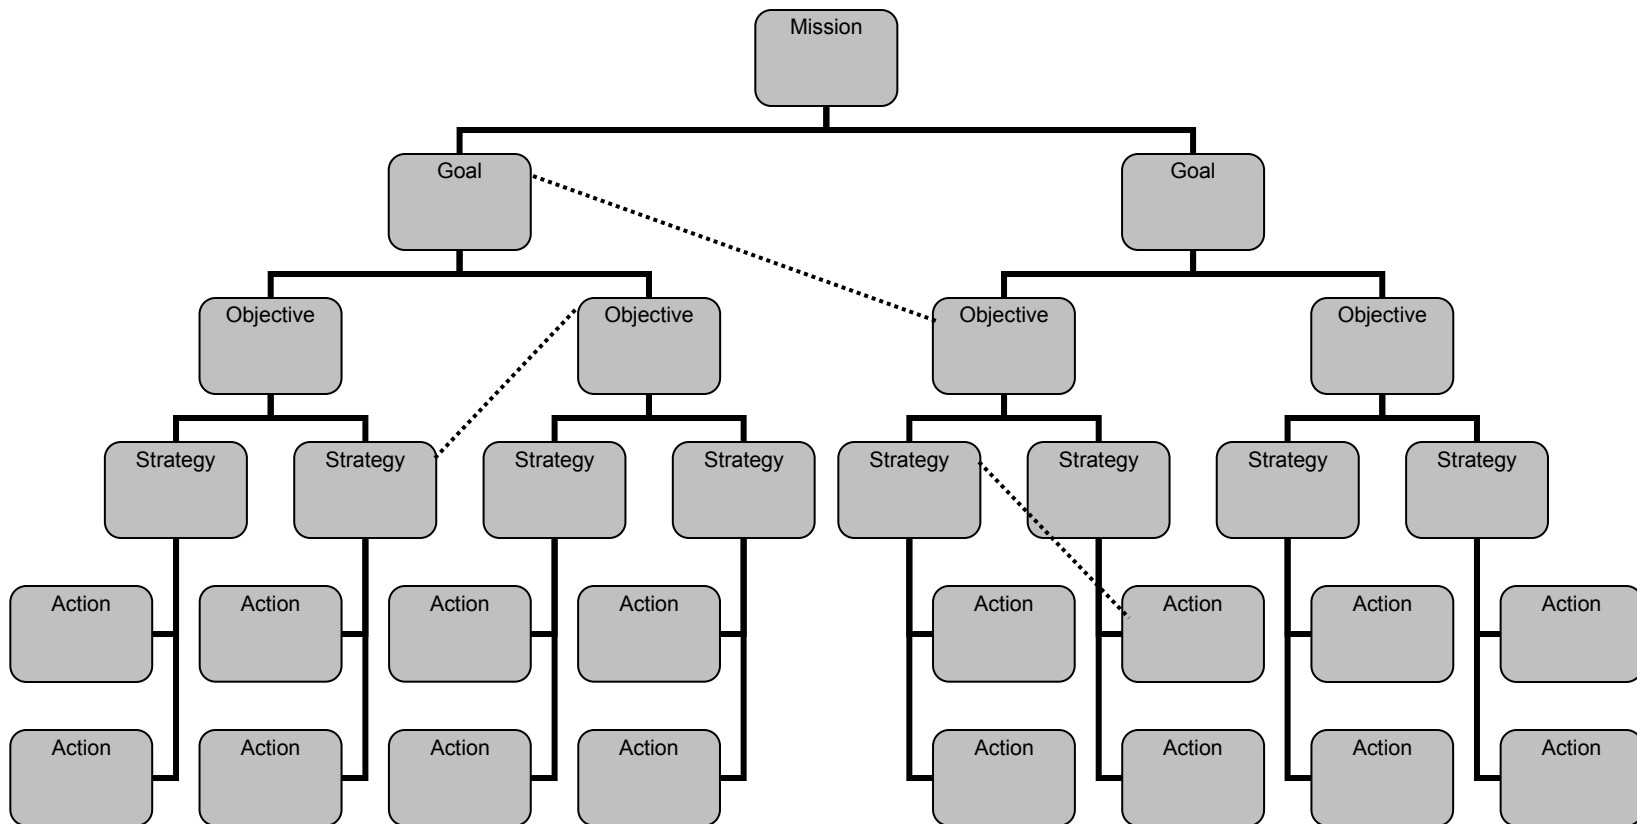 Mission
Goal Goal
Objective Objective Objective Objective
Strategy Strategy Strategy Strategy Strategy Strategy Strategy Strategy
Action Action Action Action Action Action Action Action
Action Action Action Action Action Action Action Action